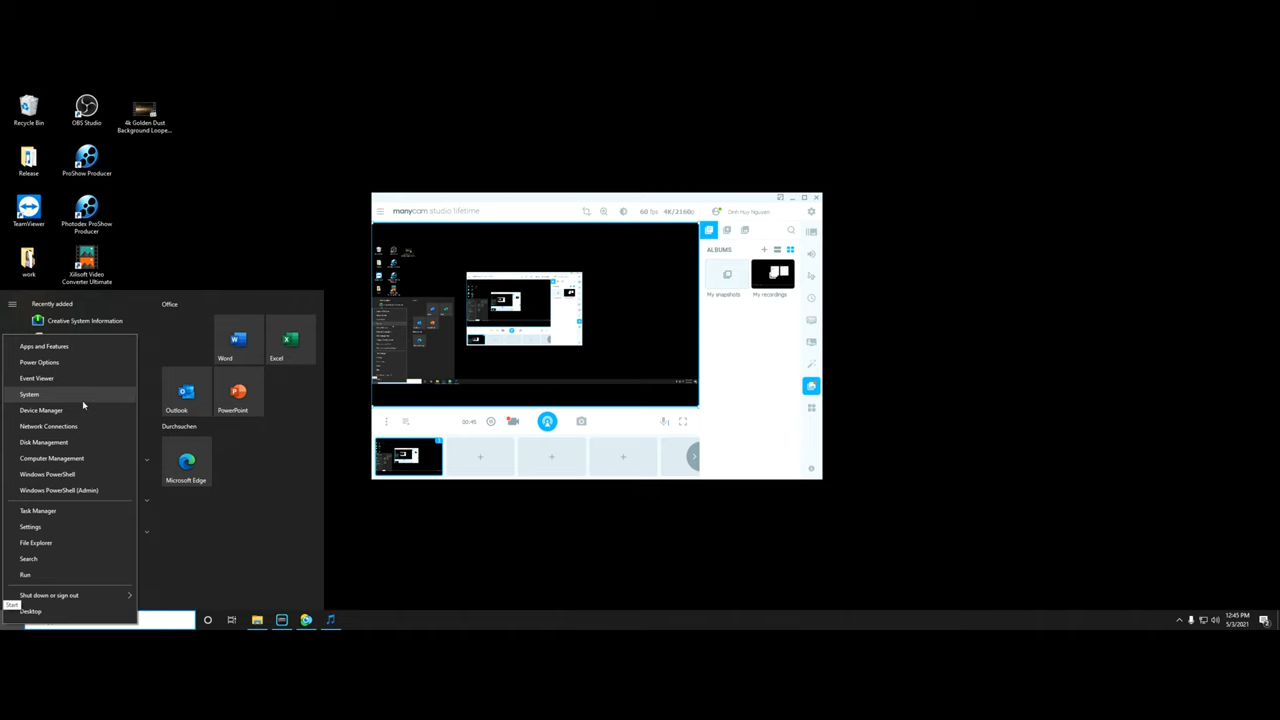 Recycle Bin
OBS Studio
4k Golden Dust
Background Loope...
Release
ProShow Producer
TeamViewer
Photodex ProShow
Producer
work
Xilisoft Video
Converter Ultimate
Recently added
Creative System Information
Office
Word
Excel
Outlook
PowerPoint
Durchsuchen
Microsoft Edge
Apps and Features
Power Options
Event Viewer
System
Device Manager
Network Connections
Disk Management
Computer Management
Windows PowerShell
Windows PowerShell (Admin)
Task Manager
Settings
File Explorer
Search
Run
Shut down or sign out
Start
Desktop
manycam studio lifetime
60 fps 4K/2160p
Dinh Huy Nguyen
ALBUMS
My snapshots
My recordings
12:45 PM
5/3/2021